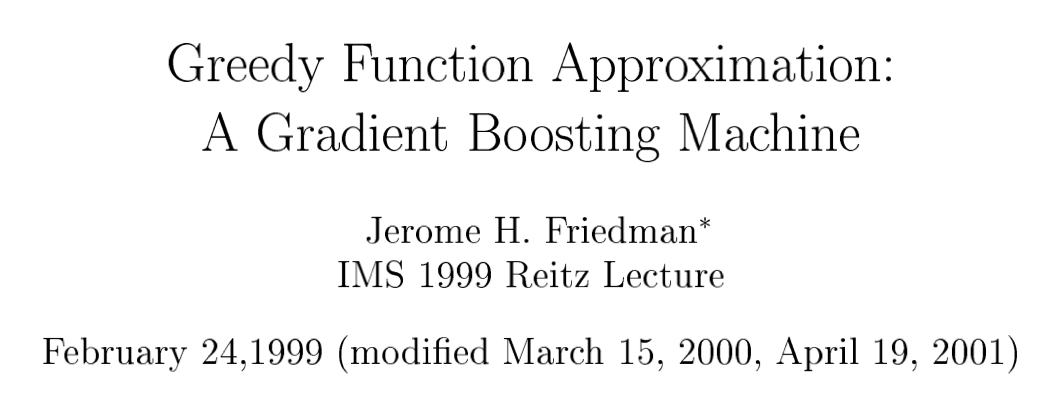 Greedy Function Approximation:
A Gradient Boosting Machine
Jerome H. Friedman*
IMS 1999 Reitz Lecture
February 24,1999 (modified March 15, 2000, April 19, 2001)